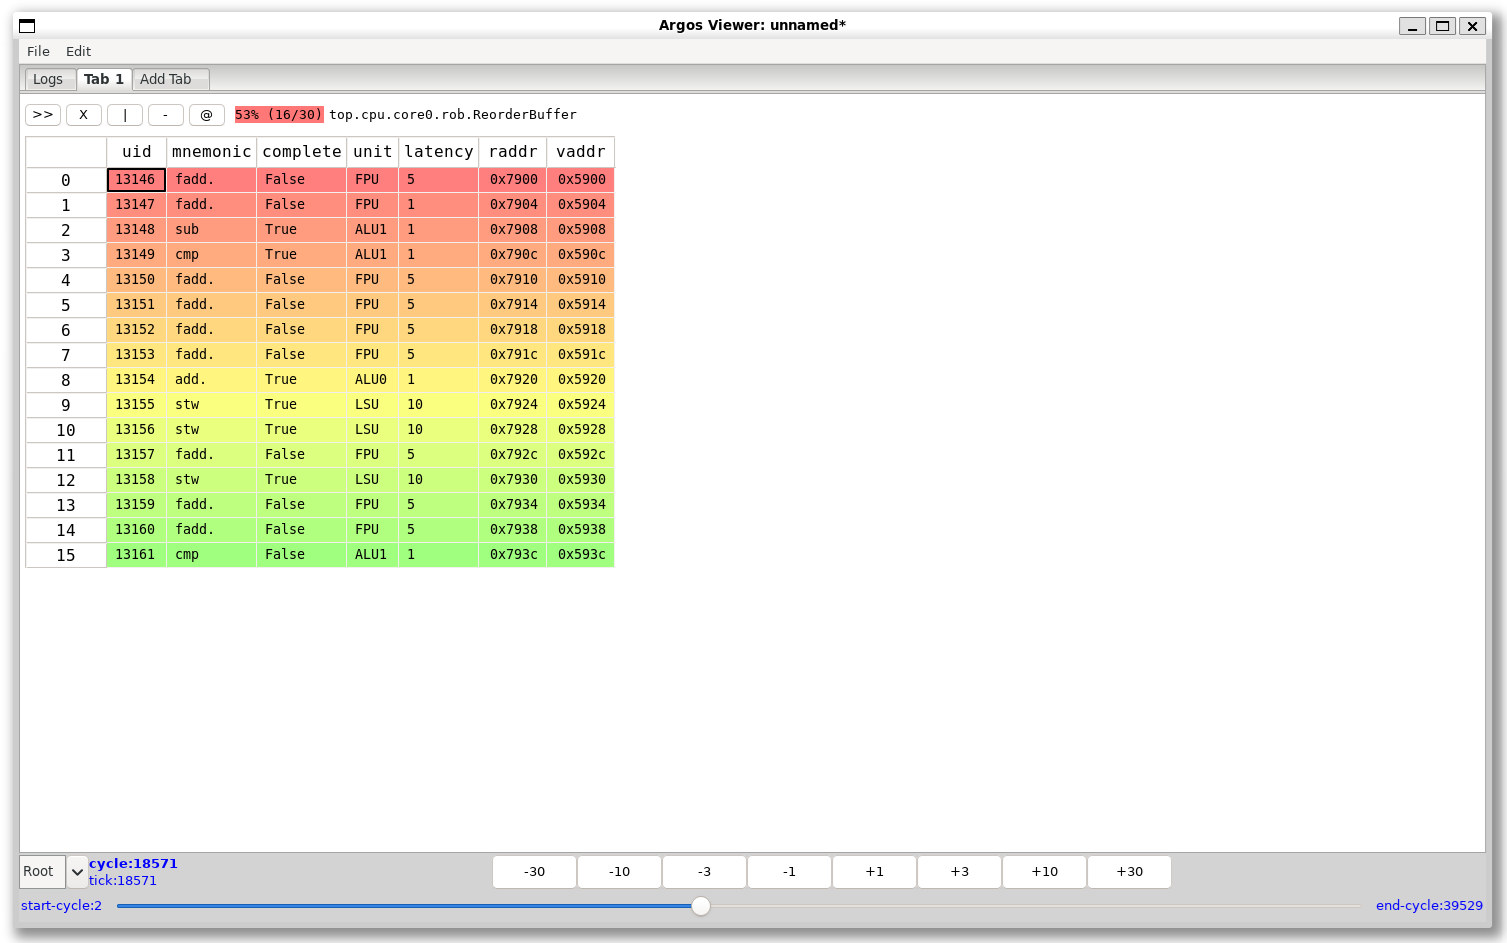 Argos Viewer: unnamed*
File Edit
Logs Tab 1 Add Tab
>> X | - @ 53% (16/30) top.cpu.core0.rob.ReorderBuffer
uid mnemonic complete unit latency raddr vaddr
0 13146 fadd. False FPU 5 0x7900 0x5900
1 13147 fadd. False FPU 1 0x7904 0x5904
2 13148 sub True ALU1 1 0x7908 0x5908
3 13149 cmp True ALU1 1 0x790c 0x590c
4 13150 fadd. False FPU 5 0x7910 0x5910
5 13151 fadd. False FPU 5 0x7914 0x5914
6 13152 fadd. False FPU 5 0x7918 0x5918
7 13153 fadd. False FPU 5 0x791c 0x591c
8 13154 add. True ALU0 1 0x7920 0x5920
9 13155 stw True LSU 10 0x7924 0x5924
10 13156 stw True LSU 10 0x7928 0x5928
11 13157 fadd. False FPU 5 0x792c 0x592c
12 13158 stw True LSU 10 0x7930 0x5930
13 13159 fadd. False FPU 5 0x7934 0x5934
14 13160 fadd. False FPU 5 0x7938 0x5938
15 13161 cmp False ALU1 1 0x793c 0x593c
Root cycle:18571 -30 -10 -3 -1 +1 +3 +10 +30
tick:18571
start-cycle:2 end-cycle:39529